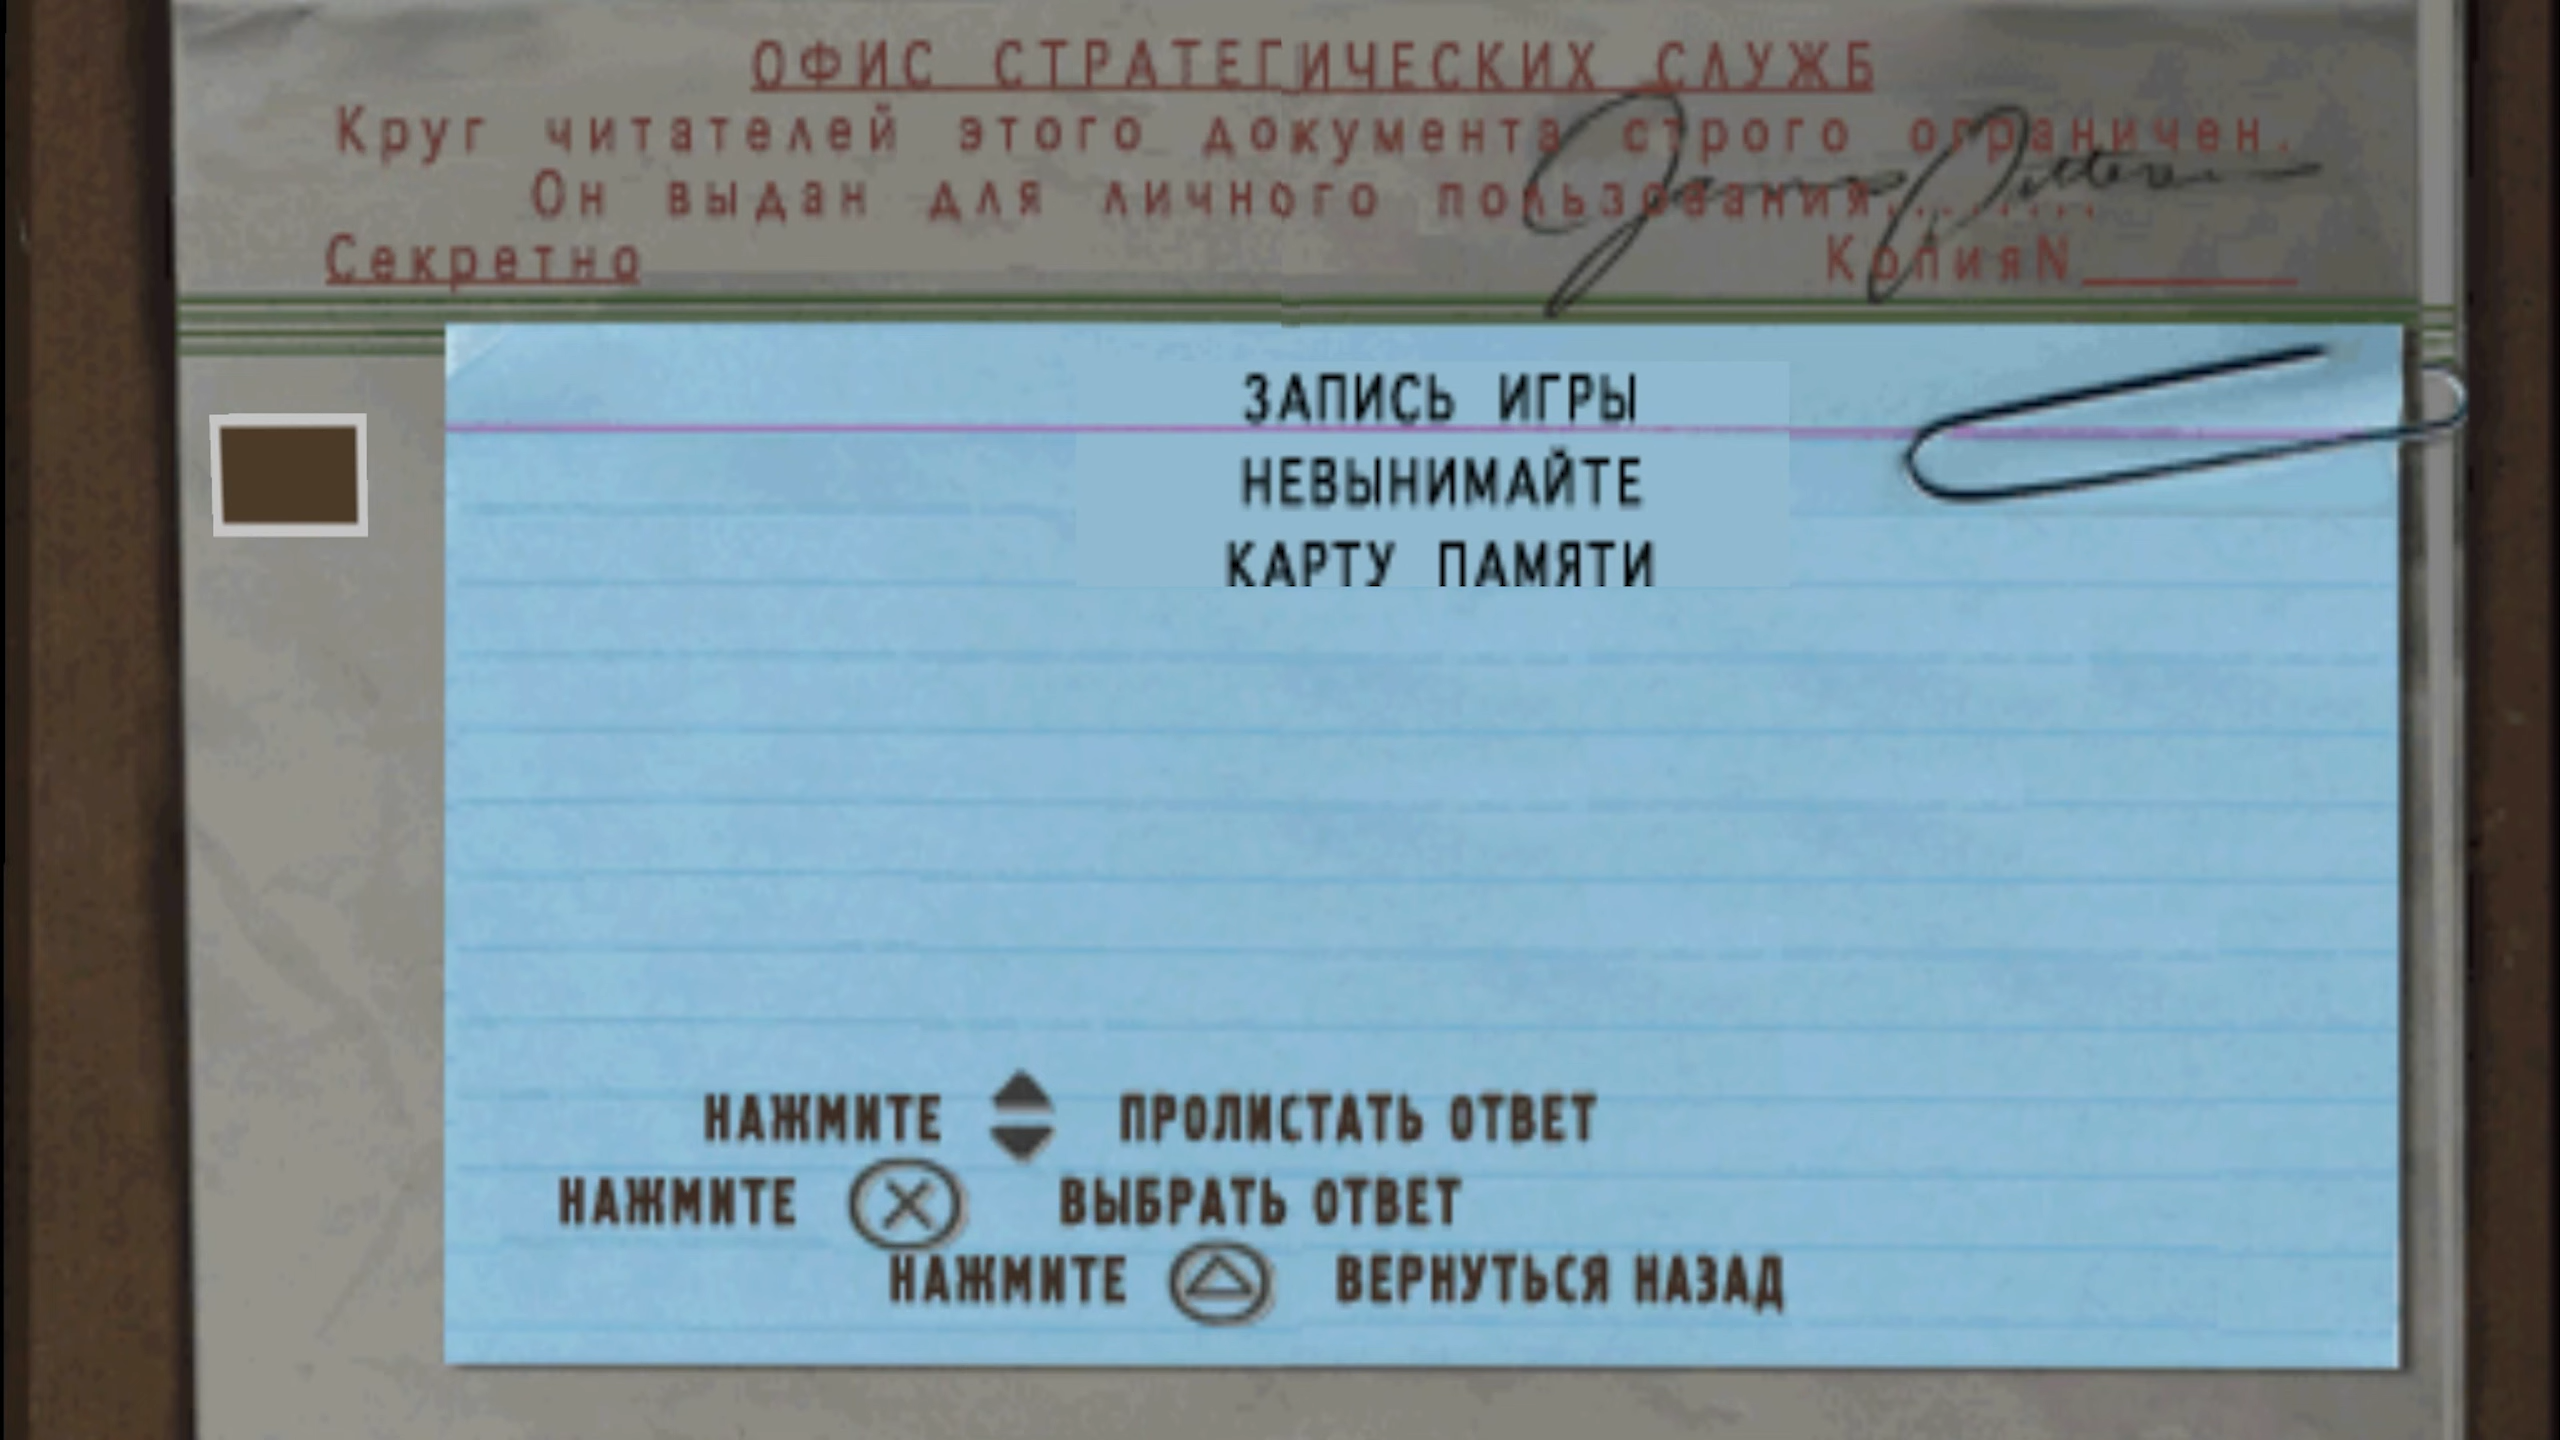 ОФИС СТРАТЕГИЧЕСКИХ СЛУЖБ
Круг читателей этого документа строго ограничен.
Он выдан для личного пользования........
Секретно
КопияN______
ЗАПИСЬ ИГРЫ
НЕВЫНИМАЙТЕ
КАРТУ ПАМЯТИ
НАЖМИТЕ ПРОЛИСТАТЬ ОТВЕТ
НАЖМИТЕ ВЫБРАТЬ ОТВЕТ
НАЖМИТЕ ВЕРНУТЬСЯ НАЗАД